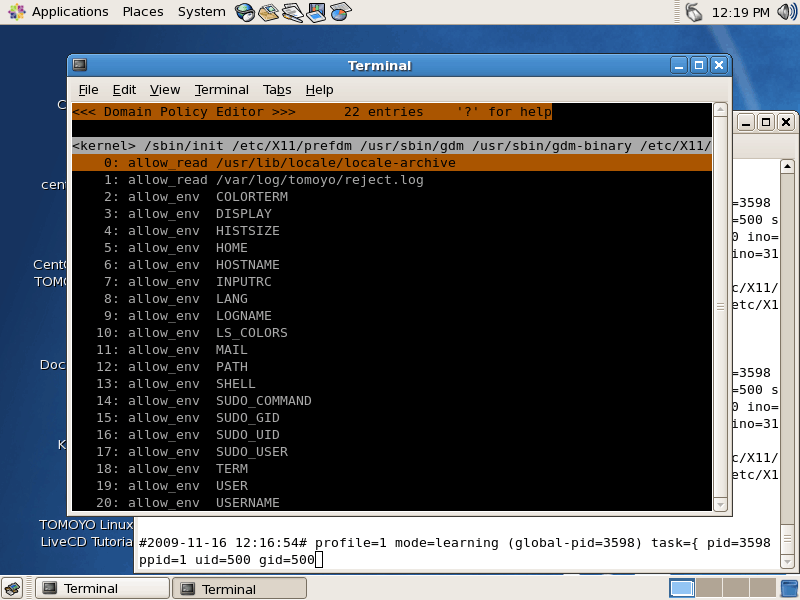 Applications Places System 12:19 PM
Terminal
File Edit View Terminal Tabs Help
<<< Domain Policy Editor >>> 22 entries '?' for help
<kernel> /sbin/init /etc/X11/prefdm /usr/sbin/gdm /usr/sbin/gdm-binary /etc/X11/
0: allow_read /usr/lib/locale/locale-archive
1: allow_read /var/log/tomoyo/reject.log
2: allow_env COLORTERM
3: allow_env DISPLAY
4: allow_env HISTSIZE
5: allow_env HOME
6: allow_env HOSTNAME
7: allow_env INPUTRC
8: allow_env LANG
9: allow_env LOGNAME
10: allow_env LS_COLORS
11: allow_env MAIL
12: allow_env PATH
13: allow_env SHELL
14: allow_env SUDO_COMMAND
15: allow_env SUDO_GID
16: allow_env SUDO_UID
17: allow_env SUDO_USER
18: allow_env TERM
19: allow_env USER
20: allow_env USERNAME
C
cent
CentO
TOMO
Doc
K
TOMOYO Linux
LiveCD Tutoria
=3598
=500 s
0 ino=
ino=31
c/X11/
etc/X1
=3598
=500 s
0 ino=
ino=31
c/X11/
etc/X1
#2009-11-16 12:16:54# profile=1 mode=learning (global-pid=3598) task={ pid=3598
ppid=1 uid=500 gid=500
Terminal
Terminal